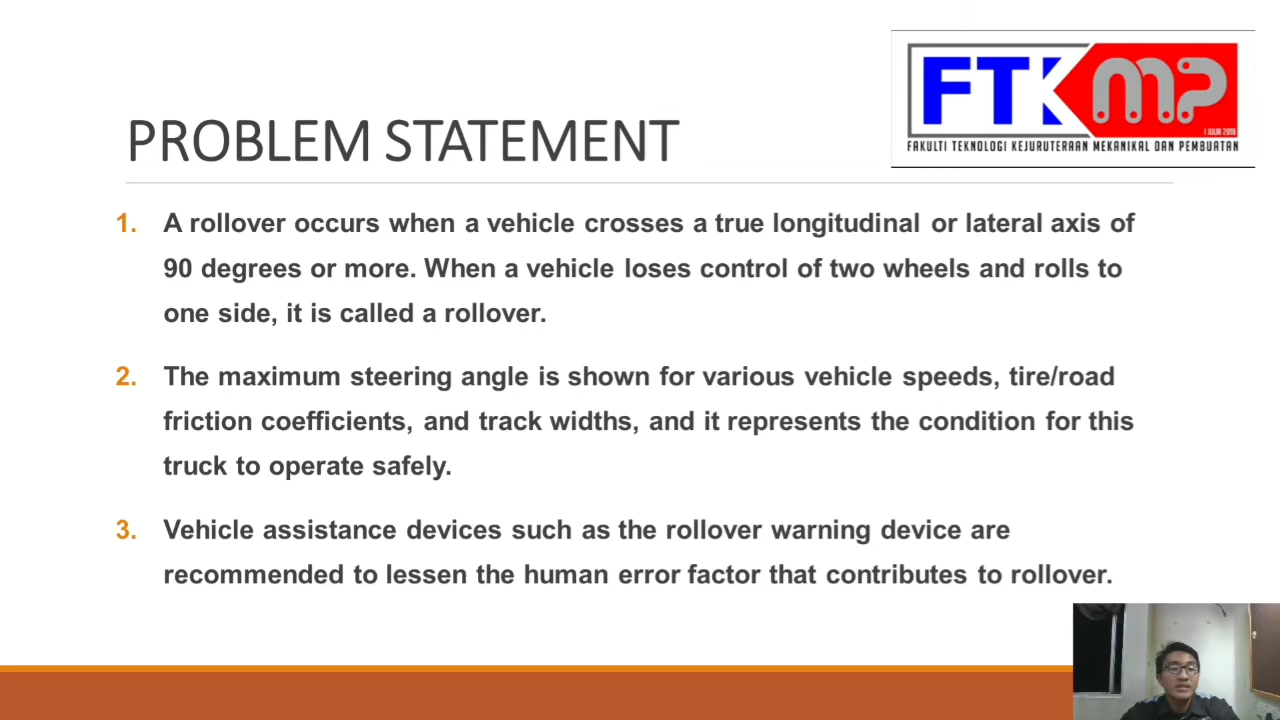 FTKMP
1 JULAI 2018
FAKULTI TEKNOLOGI KEJURUTERAAN MEKANIKAL DAN PEMBUATAN
PROBLEM STATEMENT
1. A rollover occurs when a vehicle crosses a true longitudinal or lateral axis of
90 degrees or more. When a vehicle loses control of two wheels and rolls to
one side, it is called a rollover.
2. The maximum steering angle is shown for various vehicle speeds, tire/road
friction coefficients, and track widths, and it represents the condition for this
truck to operate safely.
3. Vehicle assistance devices such as the rollover warning device are
recommended to lessen the human error factor that contributes to rollover.